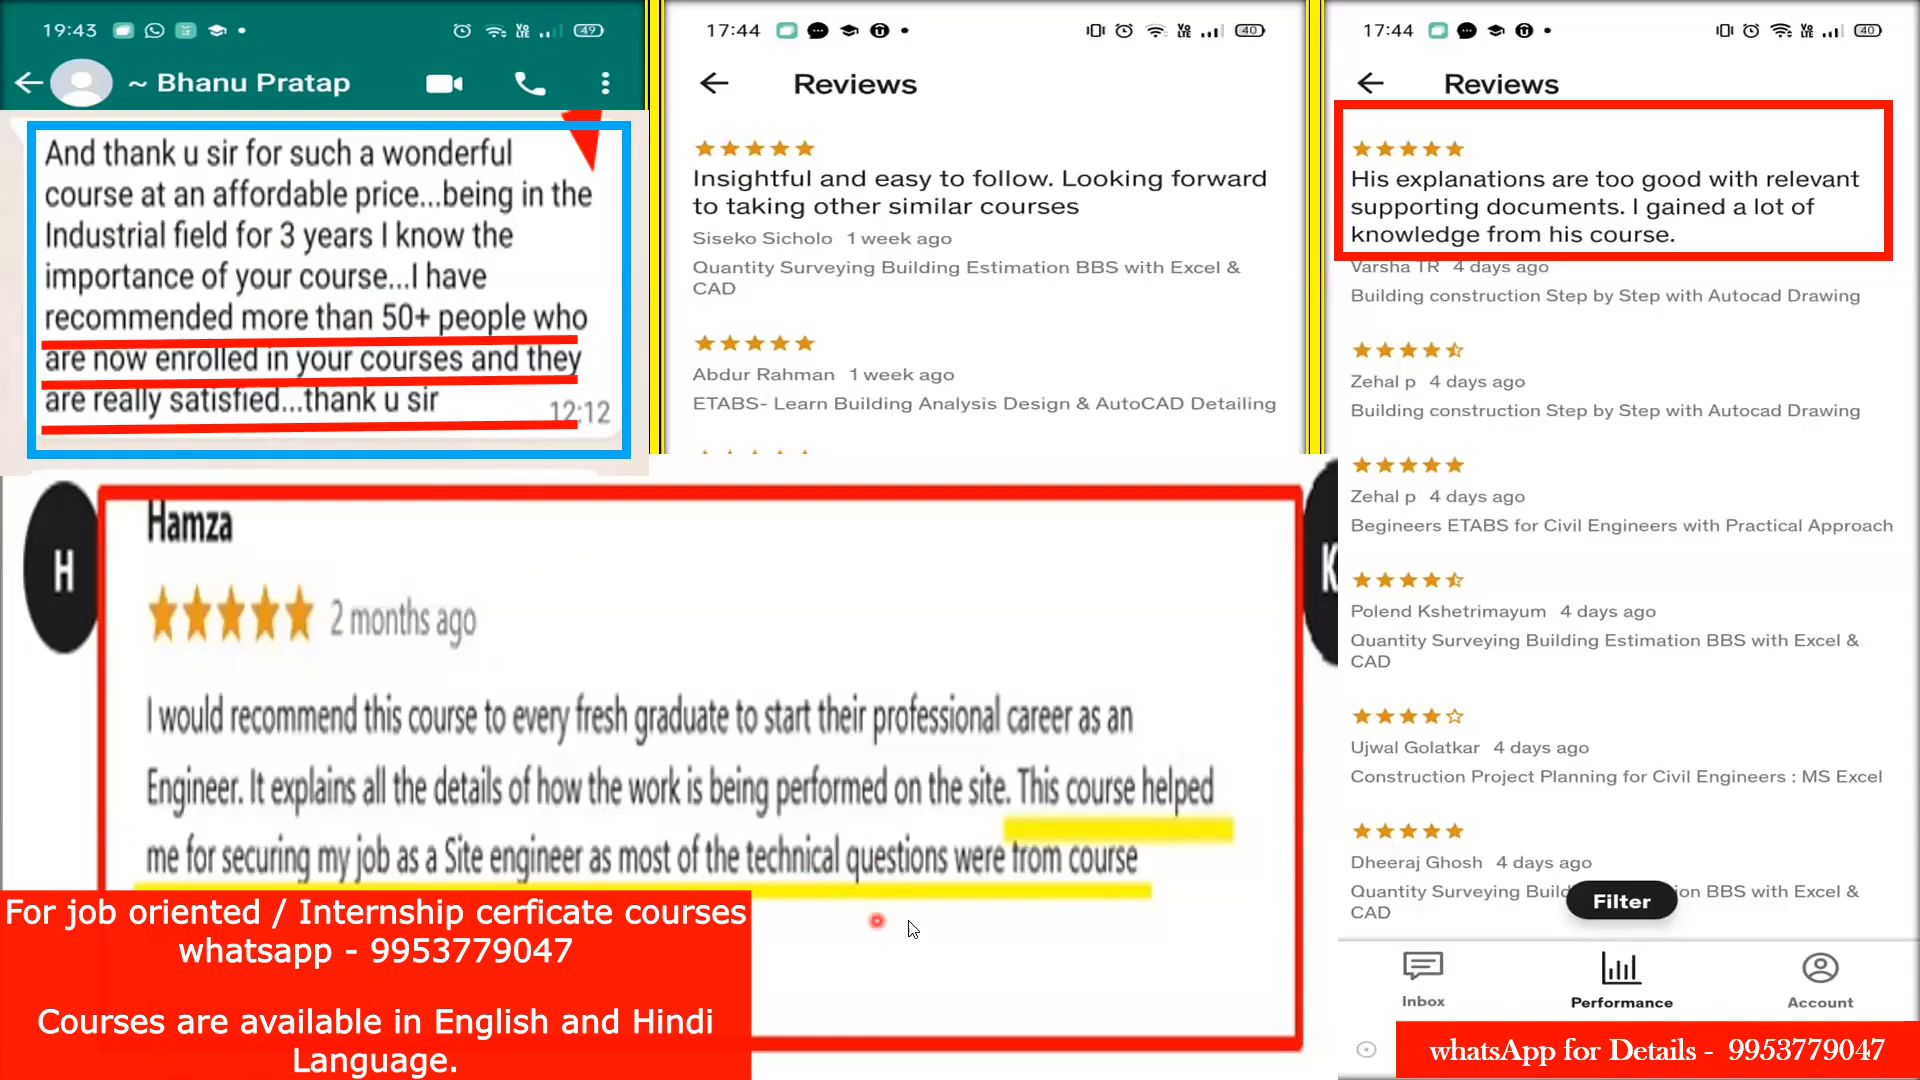 19:43
49
~ Bhanu Pratap
And thank u sir for such a wonderful
course at an affordable price...being in the
Industrial field for 3 years I know the
importance of your course...I have
recommended more than 50+ people who
are now enrolled in your courses and they
are really satisfied...thank u sir
12:12
17:44
40
Reviews
Insightful and easy to follow. Looking forward
to taking other similar courses
Siseko Sicholo 1 week ago
Quantity Surveying Building Estimation BBS with Excel &
CAD
Abdur Rahman 1 week ago
ETABS- Learn Building Analysis Design & AutoCAD Detailing
17:44
40
Reviews
His explanations are too good with relevant
supporting documents. I gained a lot of
knowledge from his course.
Varsha TR 4 days ago
Building construction Step by Step with Autocad Drawing
Zehal p 4 days ago
Building construction Step by Step with Autocad Drawing
Zehal p 4 days ago
Begineers ETABS for Civil Engineers with Practical Approach
Polend Kshetrimayum 4 days ago
Quantity Surveying Building Estimation BBS with Excel &
CAD
Ujwal Golatkar 4 days ago
Construction Project Planning for Civil Engineers : MS Excel
Dheeraj Ghosh 4 days ago
Quantity Surveying Build on BBS with Excel &
CAD
Filter
Inbox
Performance
Account
H
Hamza
2 months ago
I would recommend this course to every fresh graduate to start their professional career as an
Engineer. It explains all the details of how the work is being performed on the site. This course helped
me for securing my job as a Site engineer as most of the technical questions were from course
K
For job oriented / Internship cerficate courses
whatsapp - 9953779047
Courses are available in English and Hindi
Language.
whatsApp for Details - 9953779047